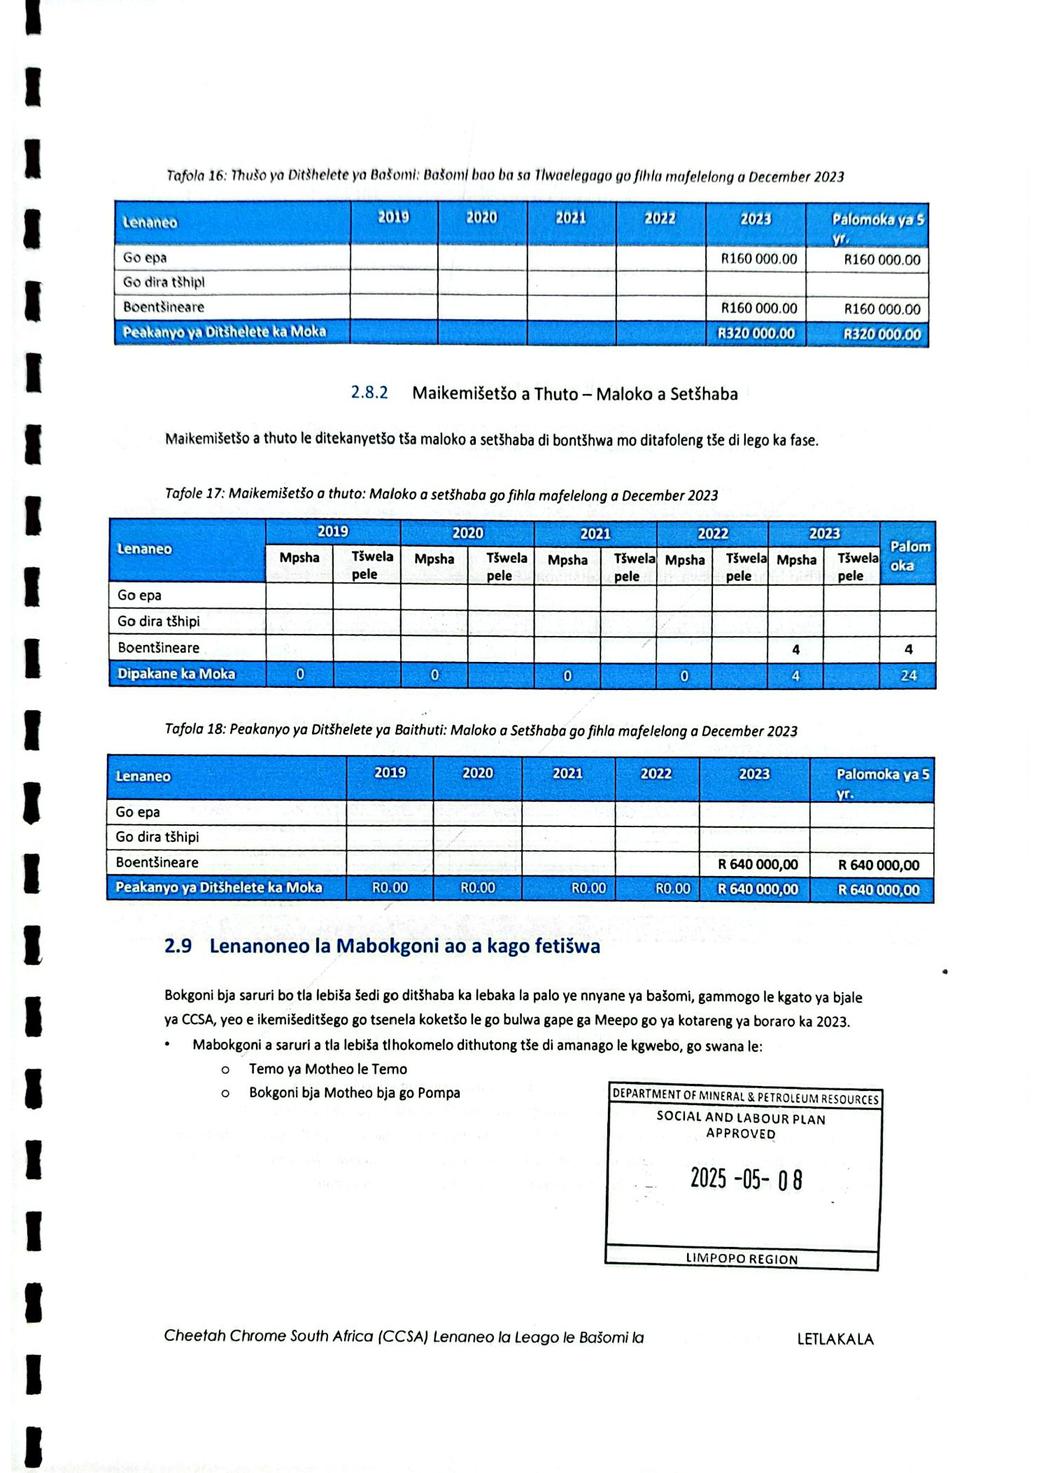 Tafola 16: Thušo ya Ditšhelete ya Bašomi: Bašomi bao ba sa Tlwaelegago go fihla mafelelong a December 2023
Lenaneo 2019 2020 2021 2022 2023 Palomoka ya 5 yr.
Go epa R160 000.00 R160 000.00
Go dira tšhipi
Boentšineare R160 000.00 R160 000.00
Peakanyo ya Ditšhelete ka Moka R320 000.00 R320 000.00
2.8.2 Maikemišetšo a Thuto – Maloko a Setšhaba
Maikemišetšo a thuto le ditekanyetšo tša maloko a setšhaba di bontšhwa mo ditafoleng tše di lego ka fase.
Tafole 17: Maikemišetšo a thuto: Maloko a setšhaba go fihla mafelelong a December 2023
Lenaneo 2019 2020 2021 2022 2023 Palomoka
Mpsha Tšwela pele Mpsha Tšwela pele Mpsha Tšwela pele Mpsha Tšwela pele Mpsha Tšwela pele
Go epa
Go dira tšhipi
Boentšineare 4 4
Dipakane ka Moka 0 0 0 0 4 24
Tafola 18: Peakanyo ya Ditšhelete ya Baithuti: Maloko a Setšhaba go fihla mafelelong a December 2023
Lenaneo 2019 2020 2021 2022 2023 Palomoka ya 5 yr.
Go epa
Go dira tšhipi
Boentšineare R 640 000,00 R 640 000,00
Peakanyo ya Ditšhelete ka Moka R0.00 R0.00 R0.00 R0.00 R 640 000,00 R 640 000,00
2.9 Lenanoneo la Mabokgoni ao a kago fetišwa
Bokgoni bja saruri bo tla lebiša šedi go ditšhaba ka lebaka la palo ye nnyane ya bašomi, gammogo le kgato ya bjale
ya CCSA, yeo e ikemišeditšego go tsenela koketšo le go bulwa gape ga Meepo go ya kotareng ya boraro ka 2023.
• Mabokgoni a saruri a tla lebiša tlhokomelo dithutong tše di amanago le kgwebo, go swana le:
o Temo ya Motheo le Temo
o Bokgoni bja Motheo bja go Pompa
DEPARTMENT OF MINERAL & PETROLEUM RESOURCES
SOCIAL AND LABOUR PLAN
APPROVED
2025 -05- 08
LIMPOPO REGION
Cheetah Chrome South Africa (CCSA) Lenaneo la Leago le Bašomi la LETLAKALA